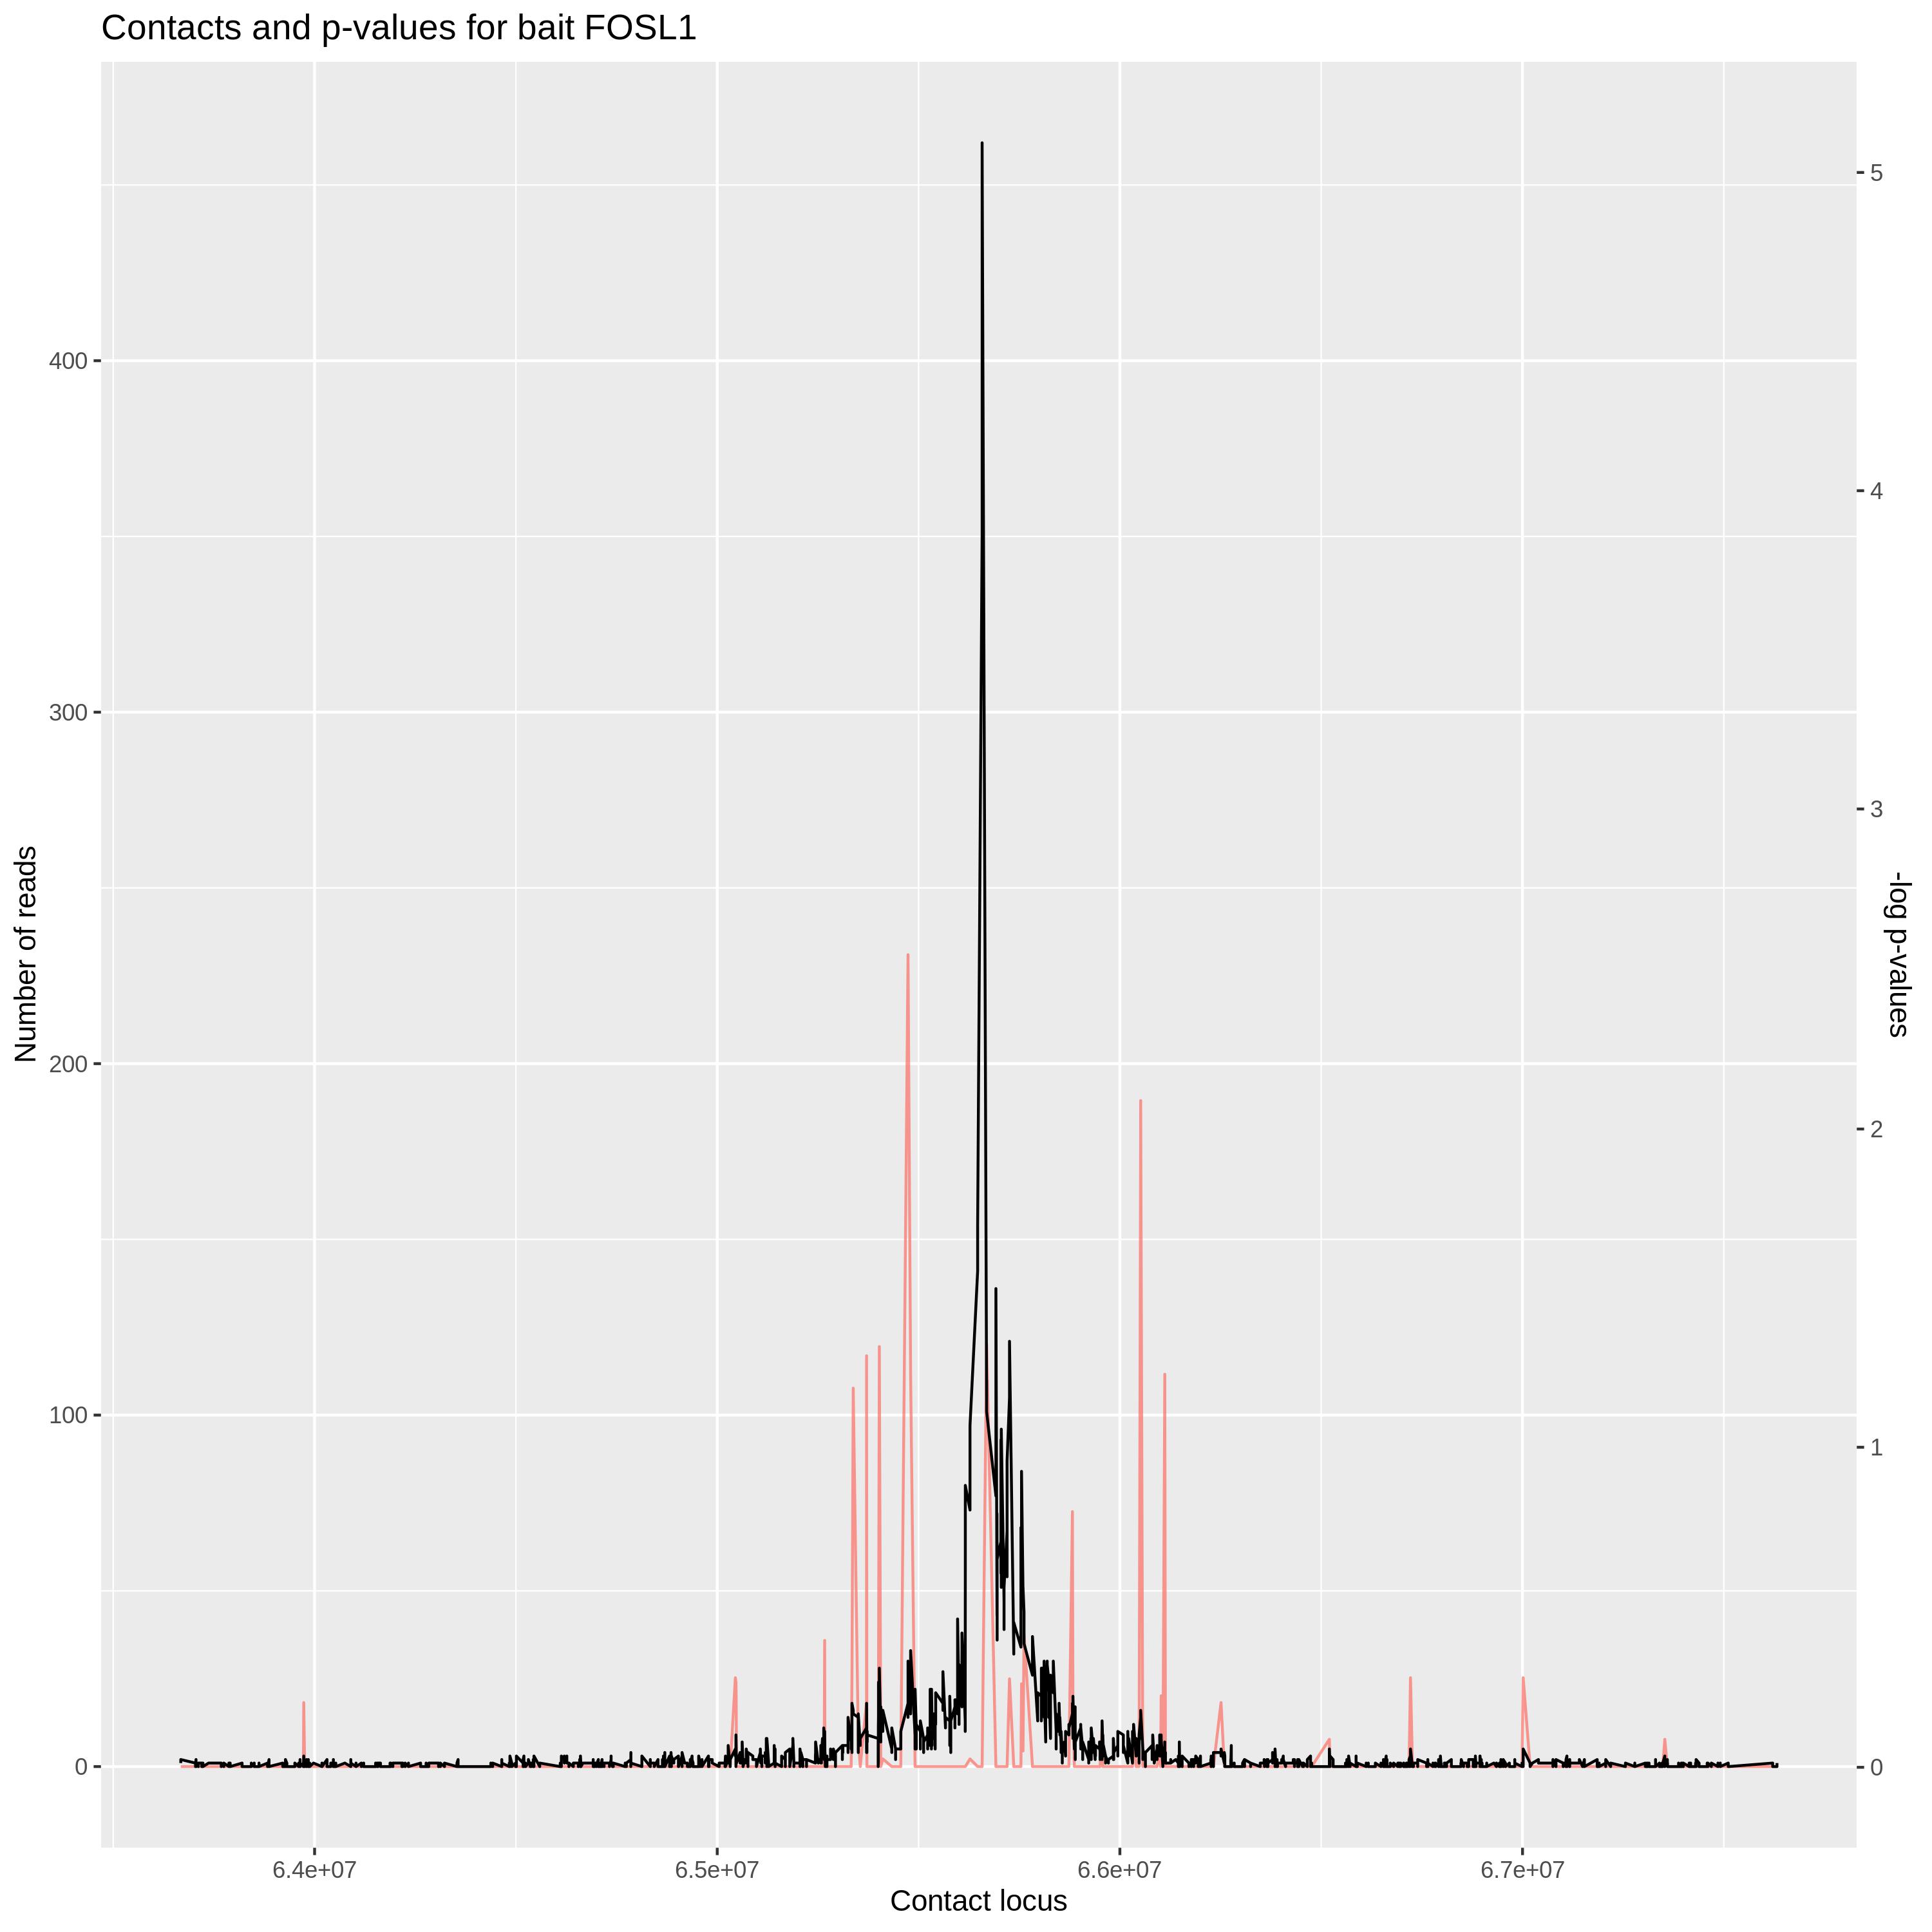 Contacts and p-values for bait FOSL1
Number of reads
400
300
200
100
0
5
4
3
2
1
0
-log p-values
6.4e+07
6.5e+07
6.6e+07
6.7e+07
Contact locus